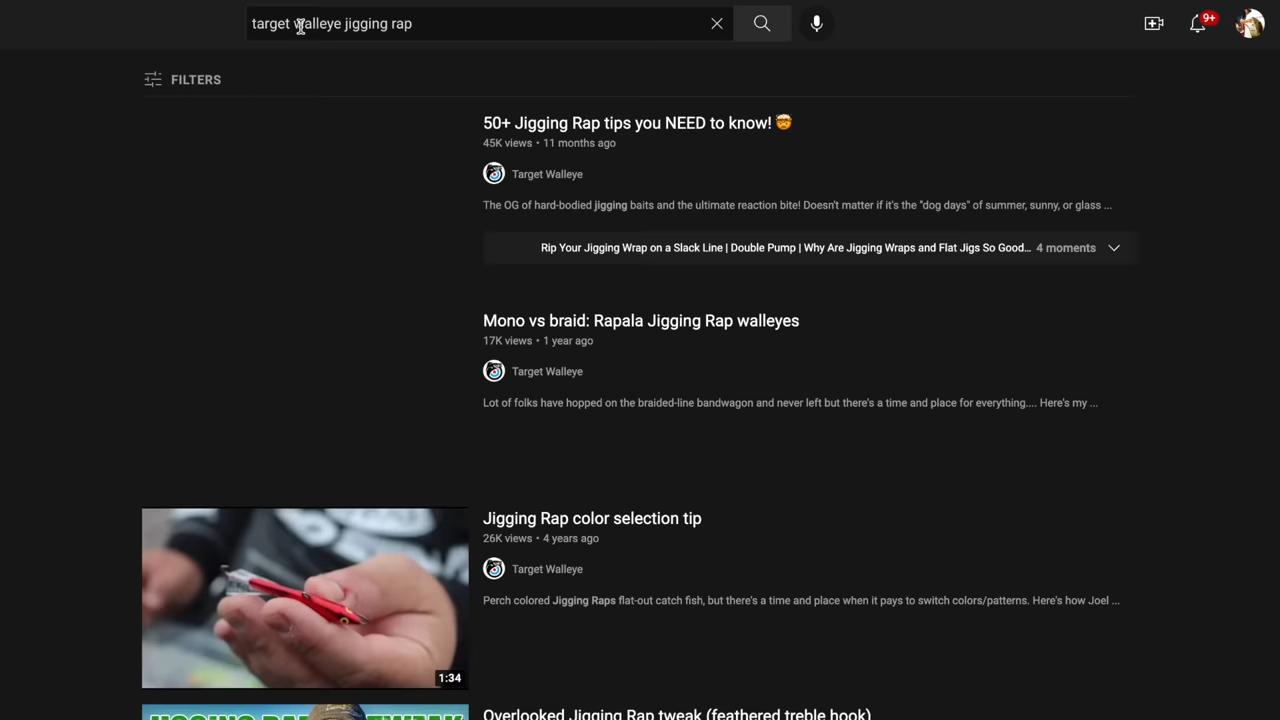 target walleye jigging rap
9+
FILTERS
50+ Jigging Rap tips you NEED to know! 🤯
45K views • 11 months ago
Target Walleye
The OG of hard-bodied jigging baits and the ultimate reaction bite! Doesn't matter if it's the "dog days" of summer, sunny, or glass ...
Rip Your Jigging Wrap on a Slack Line | Double Pump | Why Are Jigging Wraps and Flat Jigs So Good... 4 moments
Mono vs braid: Rapala Jigging Rap walleyes
17K views • 1 year ago
Target Walleye
Lot of folks have hopped on the braided-line bandwagon and never left but there's a time and place for everything.... Here's my ...
Jigging Rap color selection tip
26K views • 4 years ago
Target Walleye
Perch colored Jigging Raps flat-out catch fish, but there's a time and place when it pays to switch colors/patterns. Here's how Joel ...
1:34
Overlooked Jigging Rap tweak (feathered treble hook)